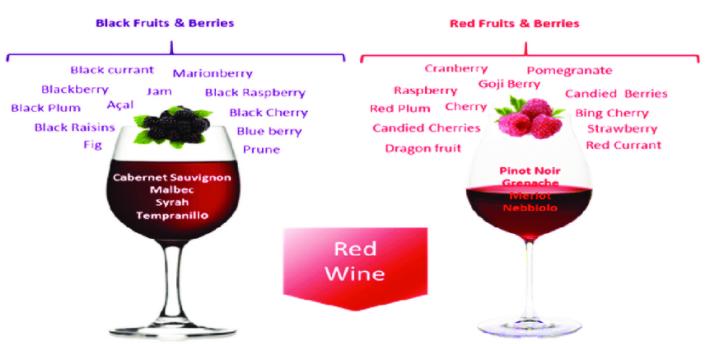 Black Fruits & Berries
Black currant
Marionberry
Blackberry
Jam
Black Raspberry
Black Plum
Açaí
Black Cherry
Black Raisins
Blue berry
Fig
Prune
Cabernet Sauvignon
Malbec
Syrah
Tempranillo
Red Fruits & Berries
Cranberry
Pomegranate
Goji Berry
Raspberry
Candied Berries
Red Plum
Cherry
Bing Cherry
Candied Cherries
Strawberry
Dragon fruit
Red Currant
Pinot Noir
Grenache
Merlot
Nebbiolo
Red
Wine